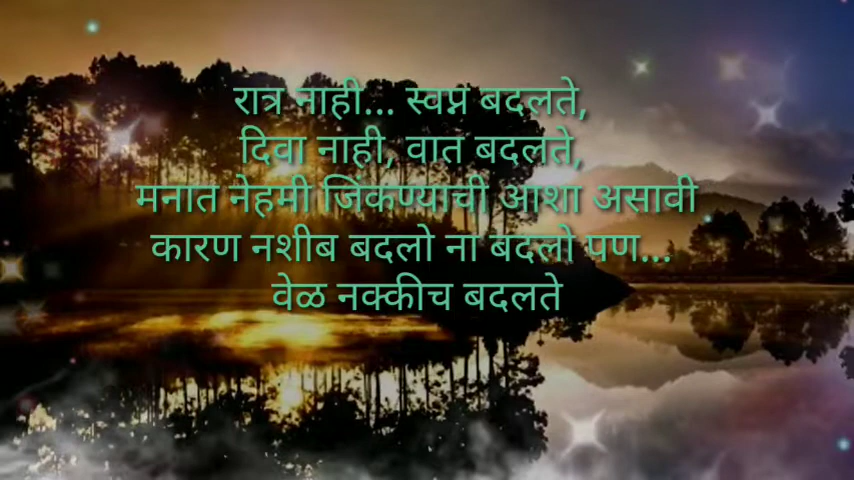 रात्र नाही... स्वप्न बदलते,
दिवा नाही, वात बदलते,
मनात नेहमी जिंकण्याची आशा असावी
कारण नशीब बदलो ना बदलो पण...
वेळ नक्कीच बदलते